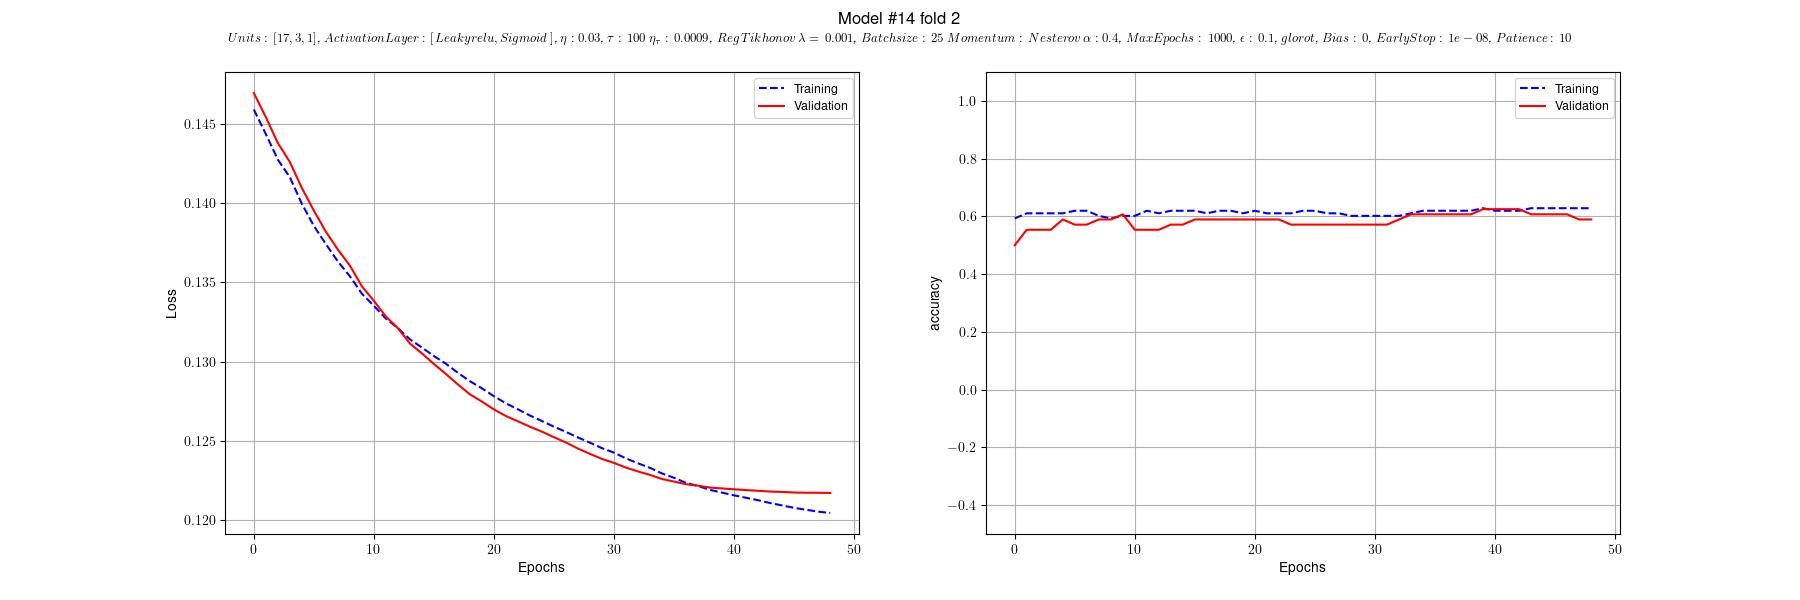 Model #14 fold 2
Units : [17, 3, 1], ActivationLayer : [Leakyrelu, Sigmoid ], η : 0.03, τ : 100 ητ : 0.0009, RegTikhonov λ = 0.001, Batchsize : 25 Momentum : Nesterov α : 0.4, MaxEpochs : 1000, ϵ : 0.1, glorot, Bias : 0, EarlyStop : 1e − 08, Patience : 10
Training
Validation
0.145
0.140
0.135
0.130
0.125
0.120
Loss
0
10
20
30
40
50
Epochs
Training
Validation
1.0
0.8
0.6
0.4
0.2
0.0
−0.2
−0.4
accuracy
0
10
20
30
40
50
Epochs